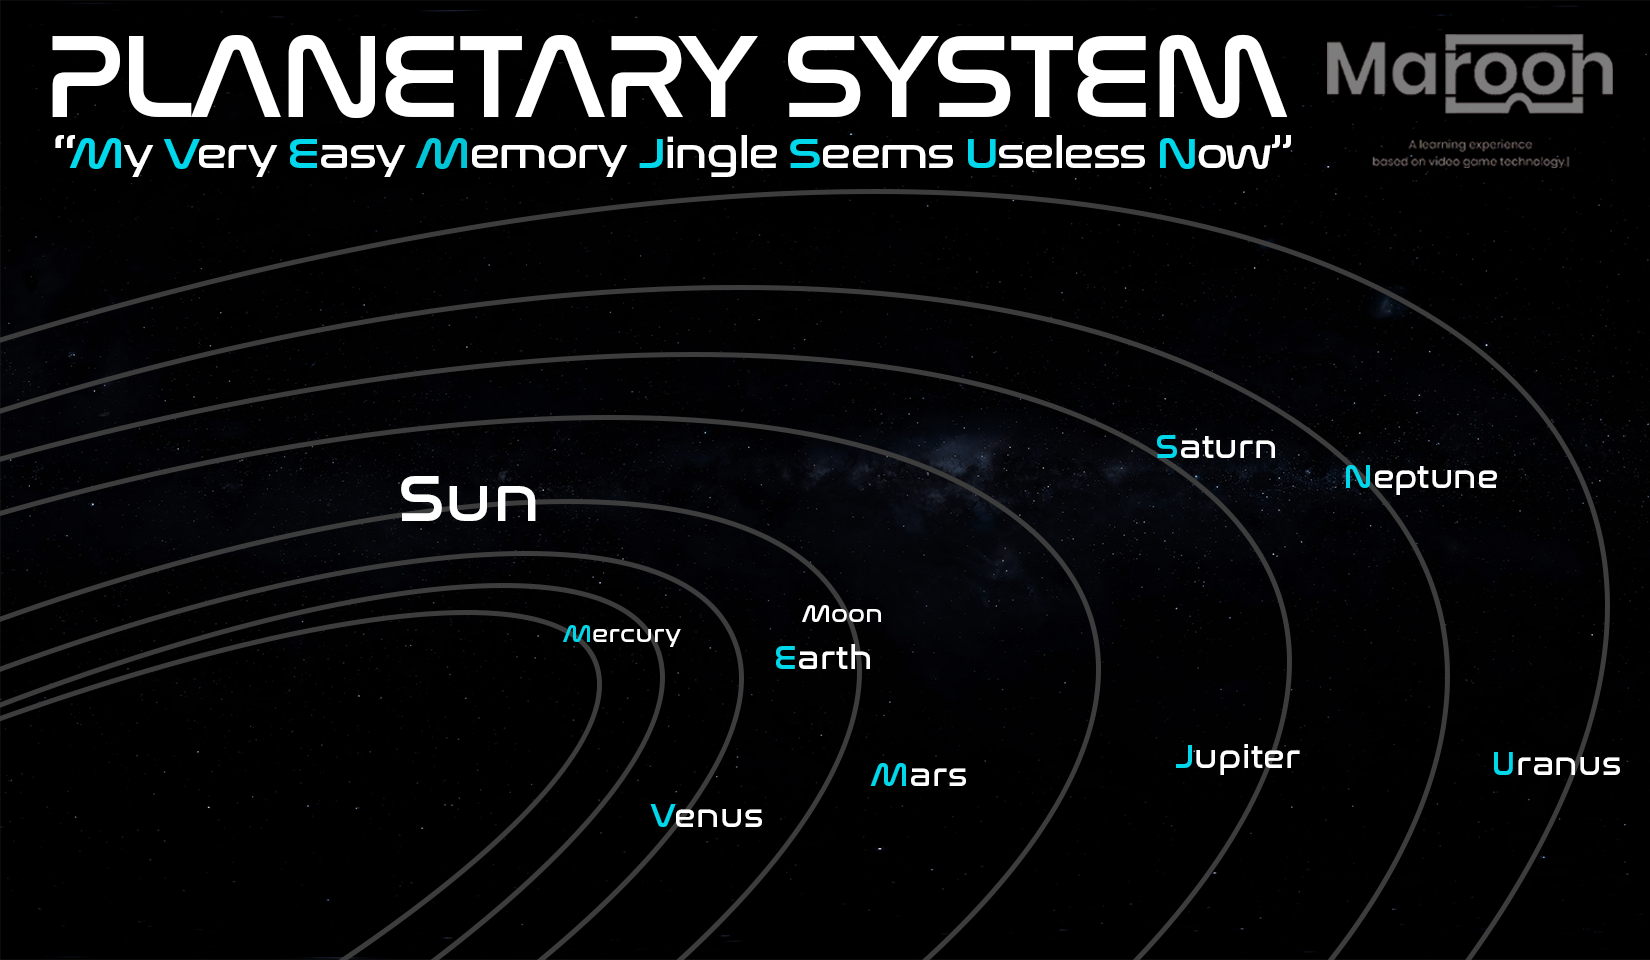 PLANETARY SYSTEM
Maroon
“My Very Easy Memory Jingle Seems Useless Now”
A learning experience
based on video game technology.|
Saturn
Neptune
Sun
Moon
Mercury
Earth
Jupiter
Uranus
Mars
Venus